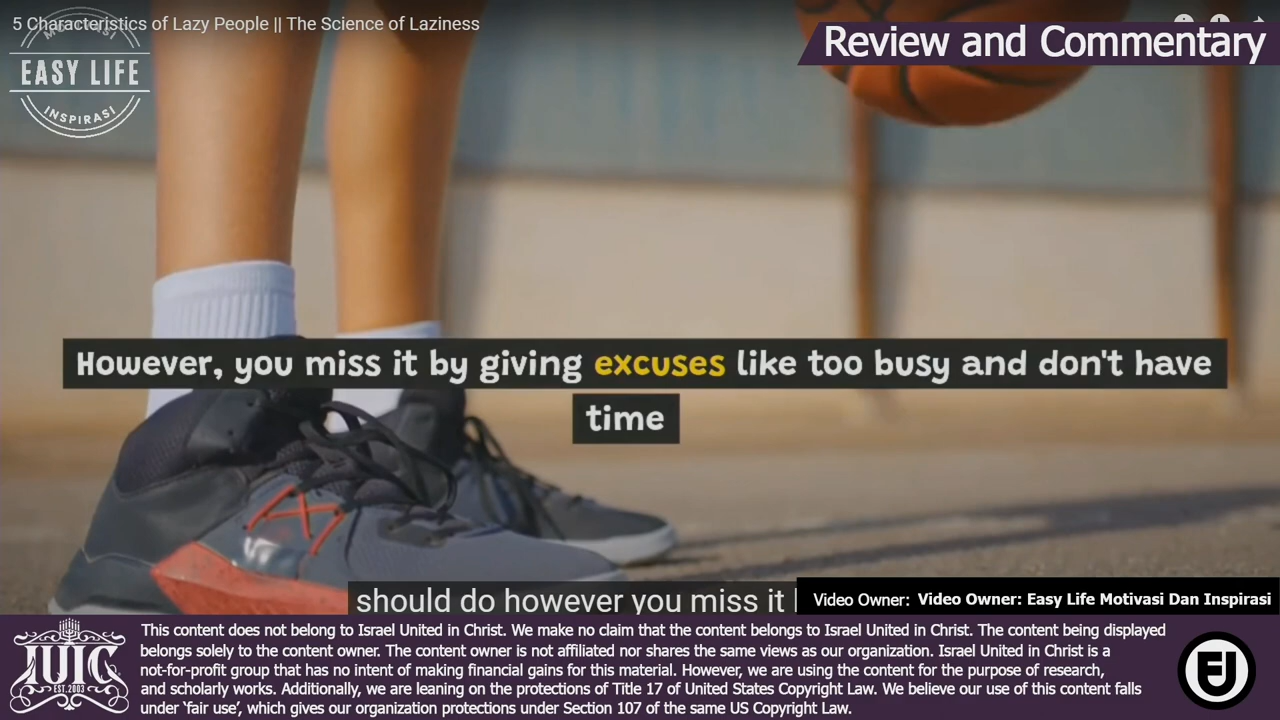 5 Characteristics of Lazy People || The Science of Laziness
Review and Commentary
MOTIVASI
EASY LIFE
INSPIRASI
However, you miss it by giving excuses like too busy and don't have
time
should do however you miss it
Video Owner: Video Owner: Easy Life Motivasi Dan Inspirasi
This content does not belong to Israel United in Christ. We make no claim that the content belongs to Israel United in Christ. The content being displayed
belongs solely to the content owner. The content owner is not affiliated nor shares the same views as our organization. Israel United in Christ is a
not-for-profit group that has no intent of making financial gains for this material. However, we are using the content for the purpose of research,
and scholarly works. Additionally, we are leaning on the protections of Title 17 of United States Copyright Law. We believe our use of this content falls
under ‘fair use’, which gives our organization protections under Section 107 of the same US Copyright Law.
IUIC
EST.2003